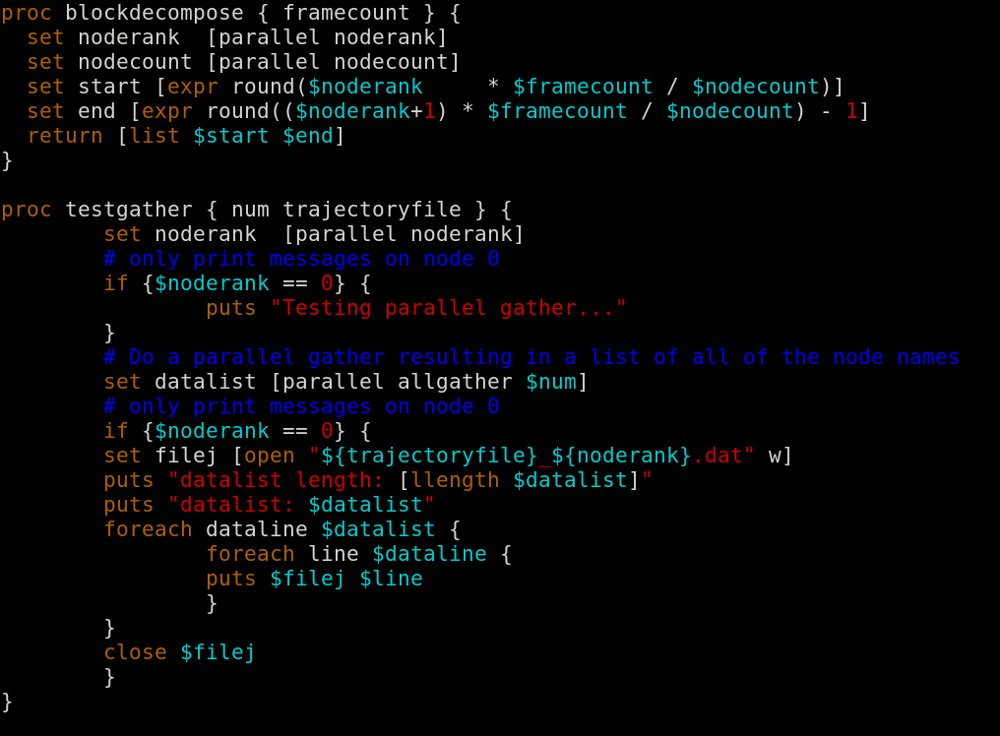 proc blockdecompose { framecount } {
  set noderank  [parallel noderank]
  set nodecount [parallel nodecount]
  set start [expr round($noderank     * $framecount / $nodecount)]
  set end [expr round(($noderank+1) * $framecount / $nodecount) - 1]
  return [list $start $end]
}

proc testgather { num trajectoryfile } {
        set noderank  [parallel noderank]
        # only print messages on node 0
        if {$noderank == 0} {
                puts "Testing parallel gather..."
        }
        # Do a parallel gather resulting in a list of all of the node names
        set datalist [parallel allgather $num]
        # only print messages on node 0
        if {$noderank == 0} {
        set filej [open "${trajectoryfile}_${noderank}.dat" w]
        puts "datalist length: [llength $datalist]"
        puts "datalist: $datalist"
        foreach dataline $datalist {
                foreach line $dataline {
                puts $filej $line
                }
        }
        close $filej
        }
}